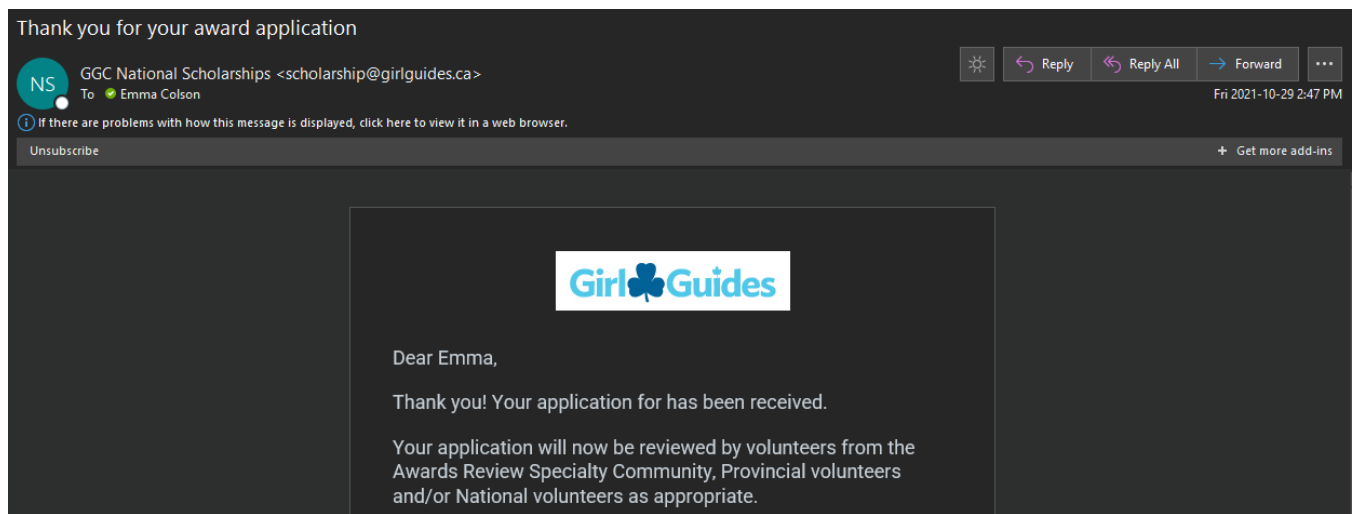 Thank you for your award application
NS
GGC National Scholarships <scholarship@girlguides.ca>
To Emma Colson
Reply
Reply All
Forward
Fri 2021-10-29 2:47 PM
If there are problems with how this message is displayed, click here to view it in a web browser.
Unsubscribe
+ Get more add-ins
Girl Guides
Dear Emma,
Thank you! Your application for has been received.
Your application will now be reviewed by volunteers from the
Awards Review Specialty Community, Provincial volunteers
and/or National volunteers as appropriate.